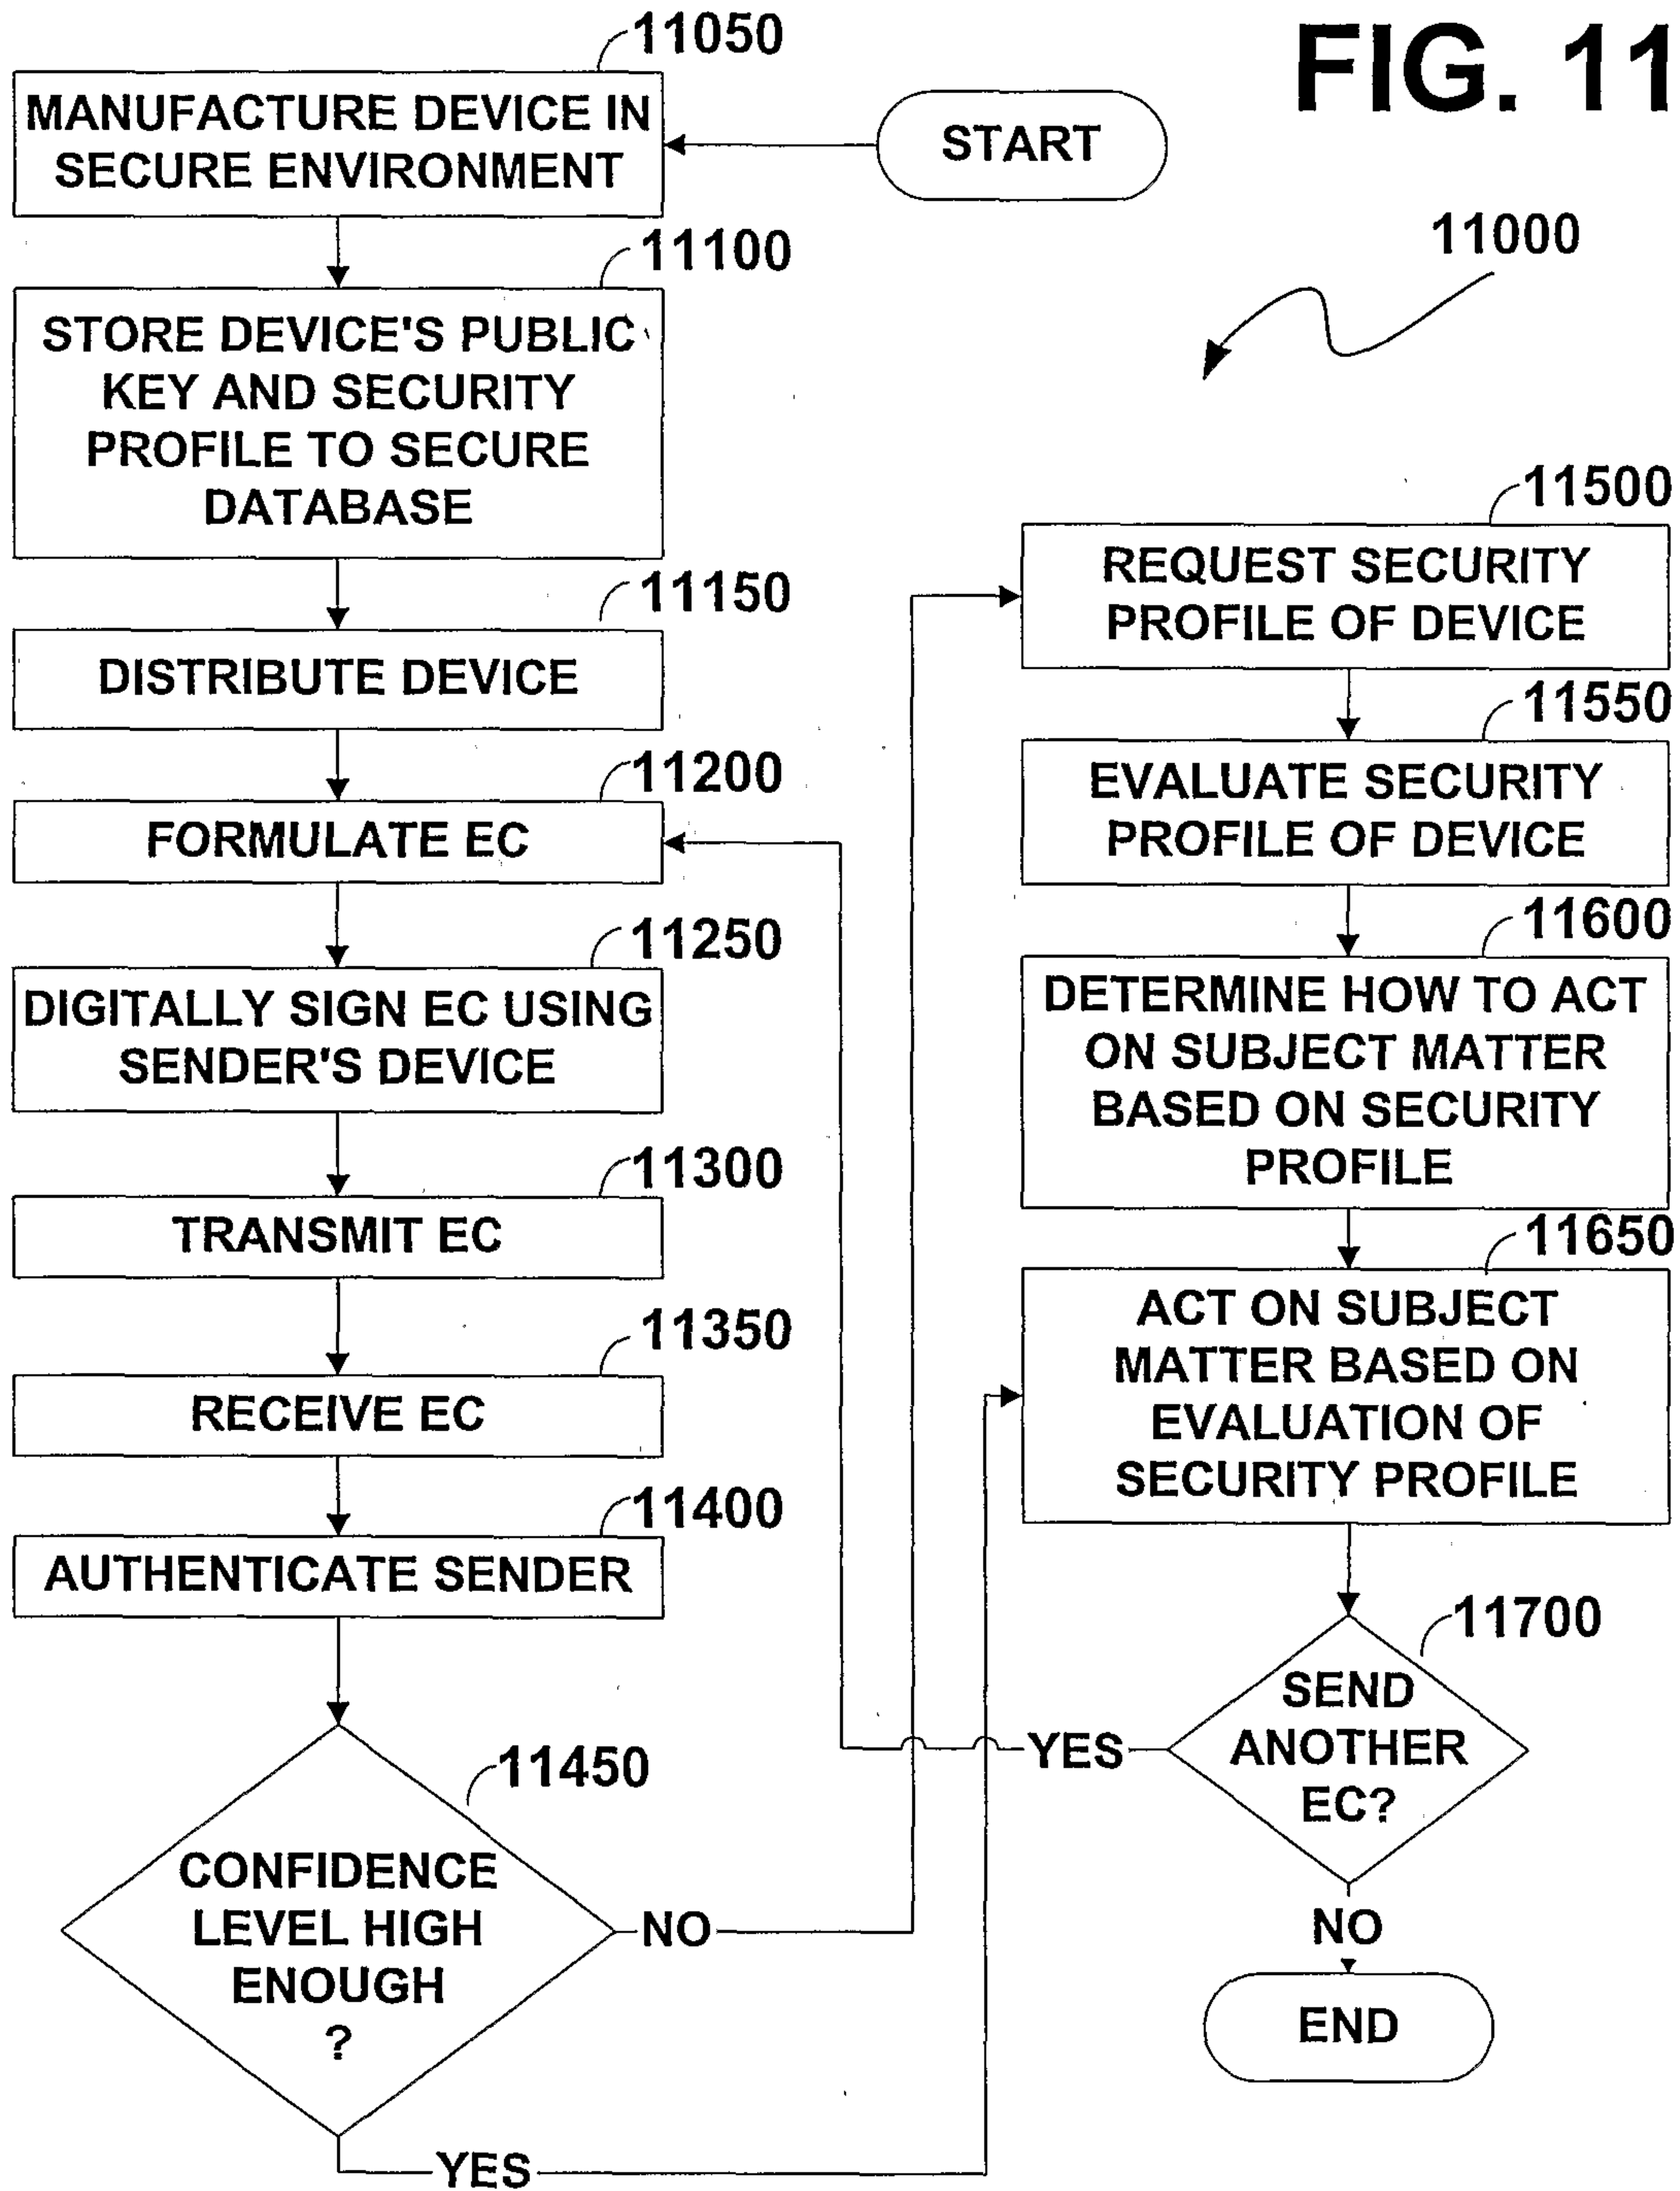 FIG. 11
11000
START
11050
MANUFACTURE DEVICE IN
SECURE ENVIRONMENT
11100
STORE DEVICE'S PUBLIC
KEY AND SECURITY
PROFILE TO SECURE
DATABASE
11150
DISTRIBUTE DEVICE
11200
FORMULATE EC
11250
DIGITALLY SIGN EC USING
SENDER'S DEVICE
11300
TRANSMIT EC
11350
RECEIVE EC
11400
AUTHENTICATE SENDER
11450
CONFIDENCE
LEVEL HIGH
ENOUGH
?
NO
YES
11500
REQUEST SECURITY
PROFILE OF DEVICE
11550
EVALUATE SECURITY
PROFILE OF DEVICE
11600
DETERMINE HOW TO ACT
ON SUBJECT MATTER
BASED ON SECURITY
PROFILE
11650
ACT ON SUBJECT
MATTER BASED ON
EVALUATION OF
SECURITY PROFILE
11700
SEND
ANOTHER
EC?
YES
NO
END